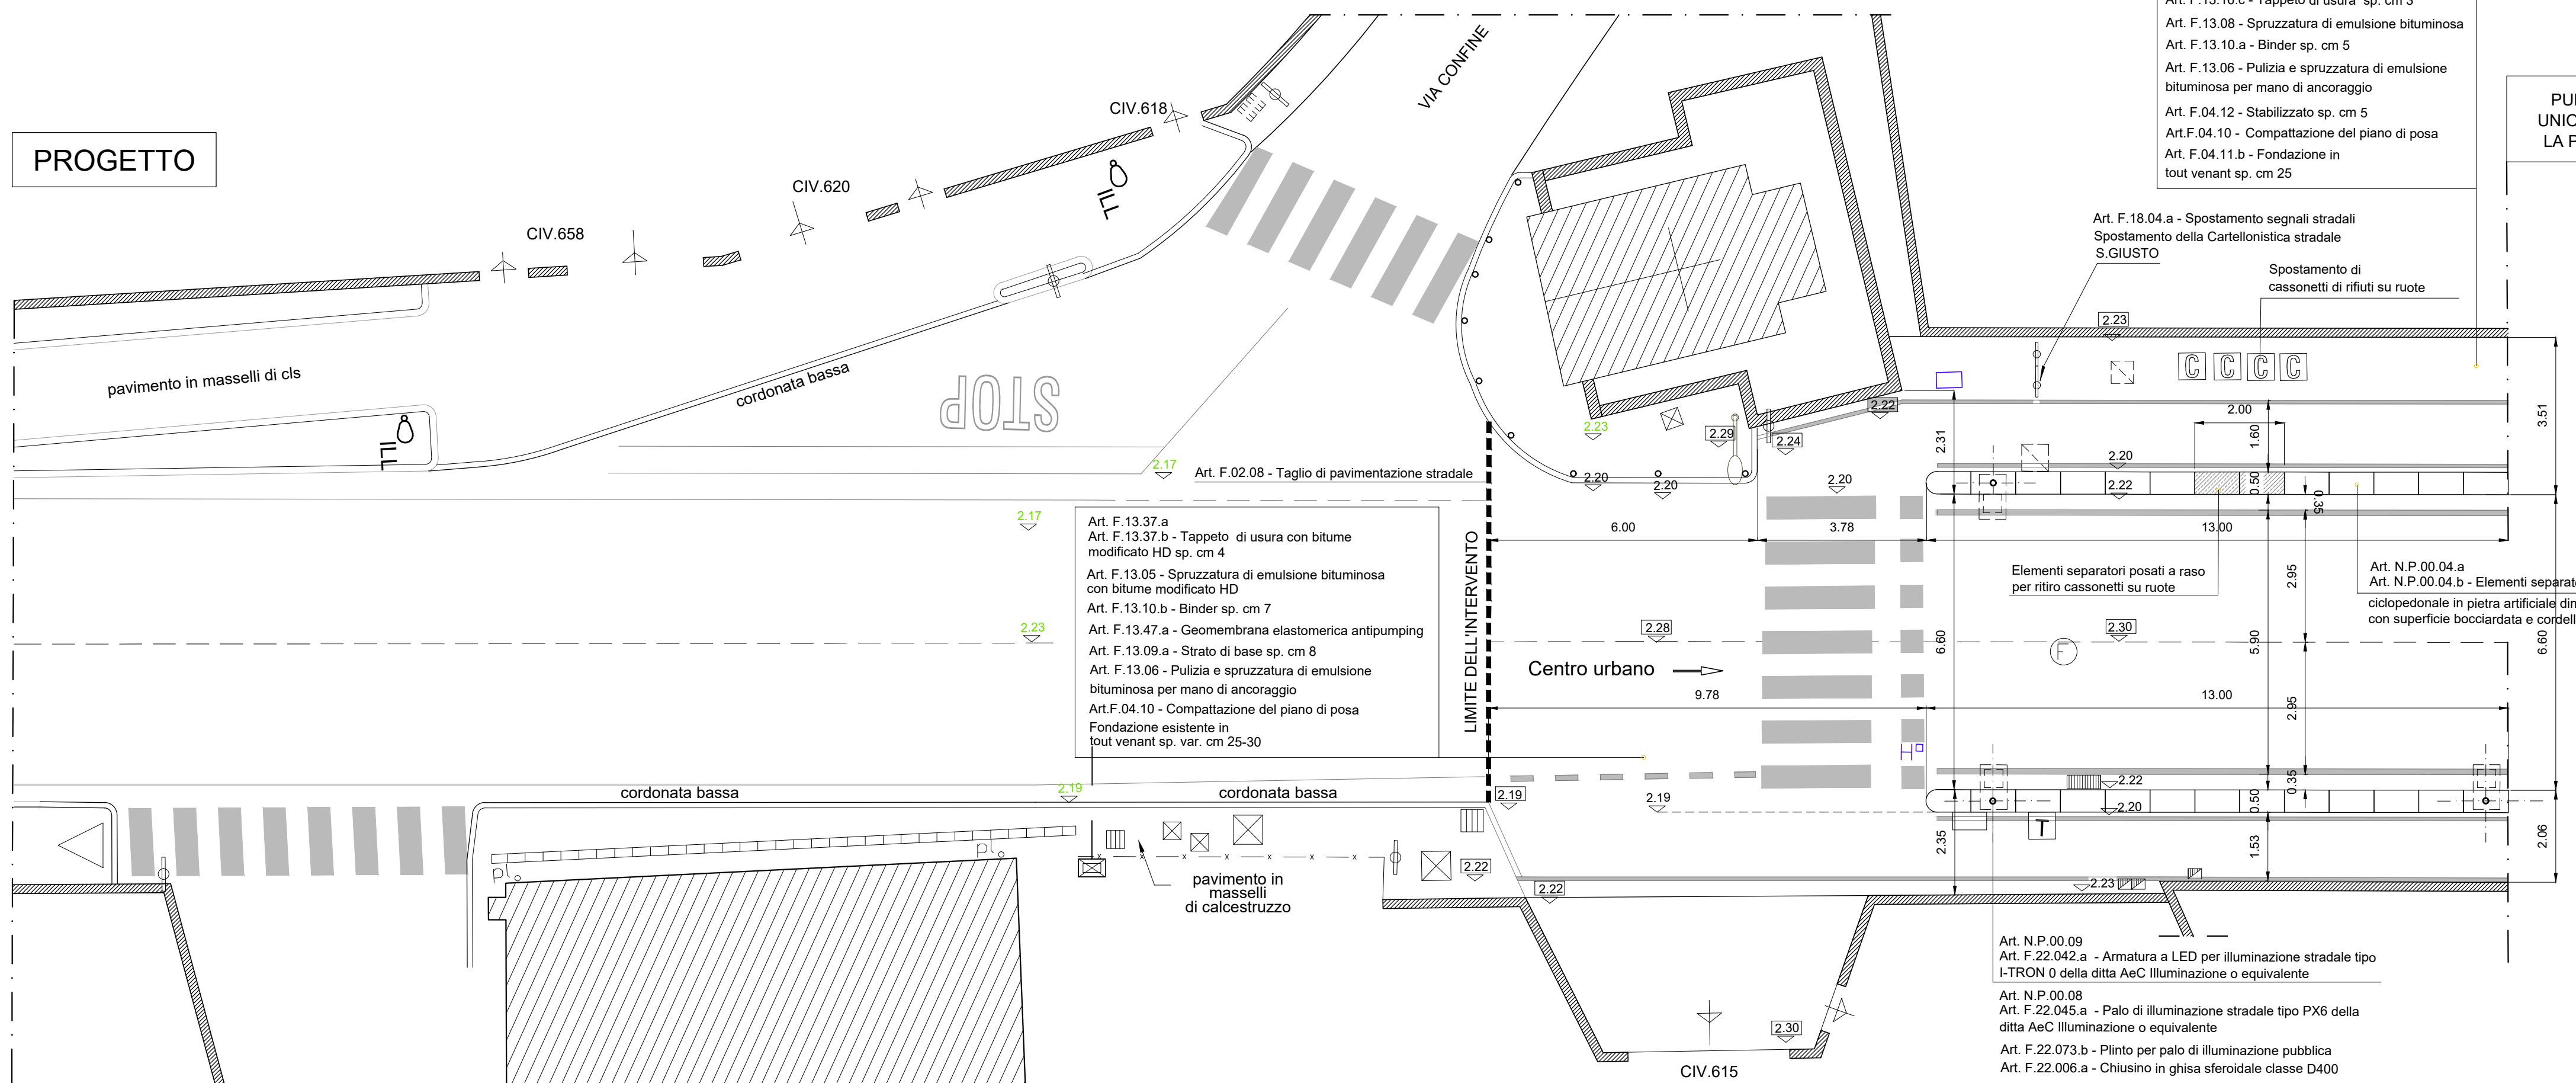 PROGETTO
CIV.658
CIV.620
CIV.618
ILL
ILL
VIA CONFINE
pavimento in masselli di cls
cordonata bassa
STOP
Art. F.13.08 - Spruzzatura di emulsione bituminosa
Art. F.13.10.a - Binder sp. cm 5
Art. F.13.06 - Pulizia e spruzzatura di emulsione
bituminosa per mano di ancoraggio
Art. F.04.12 - Stabilizzato sp. cm 5
Art.F.04.10 - Compattazione del piano di posa
Art. F.04.11.b - Fondazione in
tout venant sp. cm 25
UNIC
LA P
Art. F.18.04.a - Spostamento segnali stradali
Spostamento della Cartellonistica stradale
S.GIUSTO
Spostamento di
cassonetti di rifiuti su ruote
2.23
C C C C
2.22
2.00
3.51
2.31
1.60
2.23
2.29
2.24
2.17
Art. F.02.08 - Taglio di pavimentazione stradale
2.20
2.20
2.20
2.20
2.22
0.50
0.35
2.17
6.00
3.78
13.00
Art. F.13.37.a
Art. F.13.37.b - Tappeto di usura con bitume
modificato HD sp. cm 4
Art. F.13.05 - Spruzzatura di emulsione bituminosa
con bitume modificato HD
Art. F.13.10.b - Binder sp. cm 7
Art. F.13.47.a - Geomembrana elastomerica antipumping
Art. F.13.09.a - Strato di base sp. cm 8
Art. F.13.06 - Pulizia e spruzzatura di emulsione
bituminosa per mano di ancoraggio
Art.F.04.10 - Compattazione del piano di posa
Fondazione esistente in
tout venant sp. var. cm 25-30
LIMITE DELL'INTERVENTO
Elementi separatori posati a raso
per ritiro cassonetti su ruote
2.95
Art. N.P.00.04.a
Art. N.P.00.04.b - Elementi separat
ciclopedonale in pietra artificiale dim
con superficie bocciardata e cordell
2.23
2.28
2.30
F
6.60
5.90
6.60
Centro urbano
9.78
13.00
2.95
H
cordonata bassa
2.19
cordonata bassa
2.19
2.19
2.22
2.20
0.35
0.50
T
2.35
1.53
2.06
pl.
pl.
x x x x x x x
pavimento in
masselli
di calcestruzzo
2.22
2.22
2.23
2.30
CIV.615
Art. N.P.00.09
Art. F.22.042.a - Armatura a LED per illuminazione stradale tipo
I-TRON 0 della ditta AeC Illuminazione o equivalente
Art. N.P.00.08
Art. F.22.045.a - Palo di illuminazione stradale tipo PX6 della
ditta AeC Illuminazione o equivalente
Art. F.22.073.b - Plinto per palo di illuminazione pubblica
Art. F.22.006.a - Chiusino in ghisa sferoidale classe D400